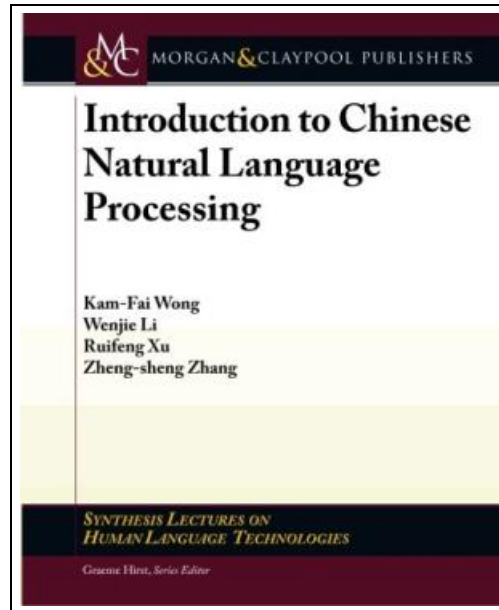 M&C MORGAN&CLAYPOOL PUBLISHERS
Introduction to Chinese
Natural Language
Processing
Kam-Fai Wong
Wenjie Li
Ruifeng Xu
Zheng-sheng Zhang
SYNTHESIS LECTURES ON
HUMAN LANGUAGE TECHNOLOGIES
Graeme Hirst, Series Editor